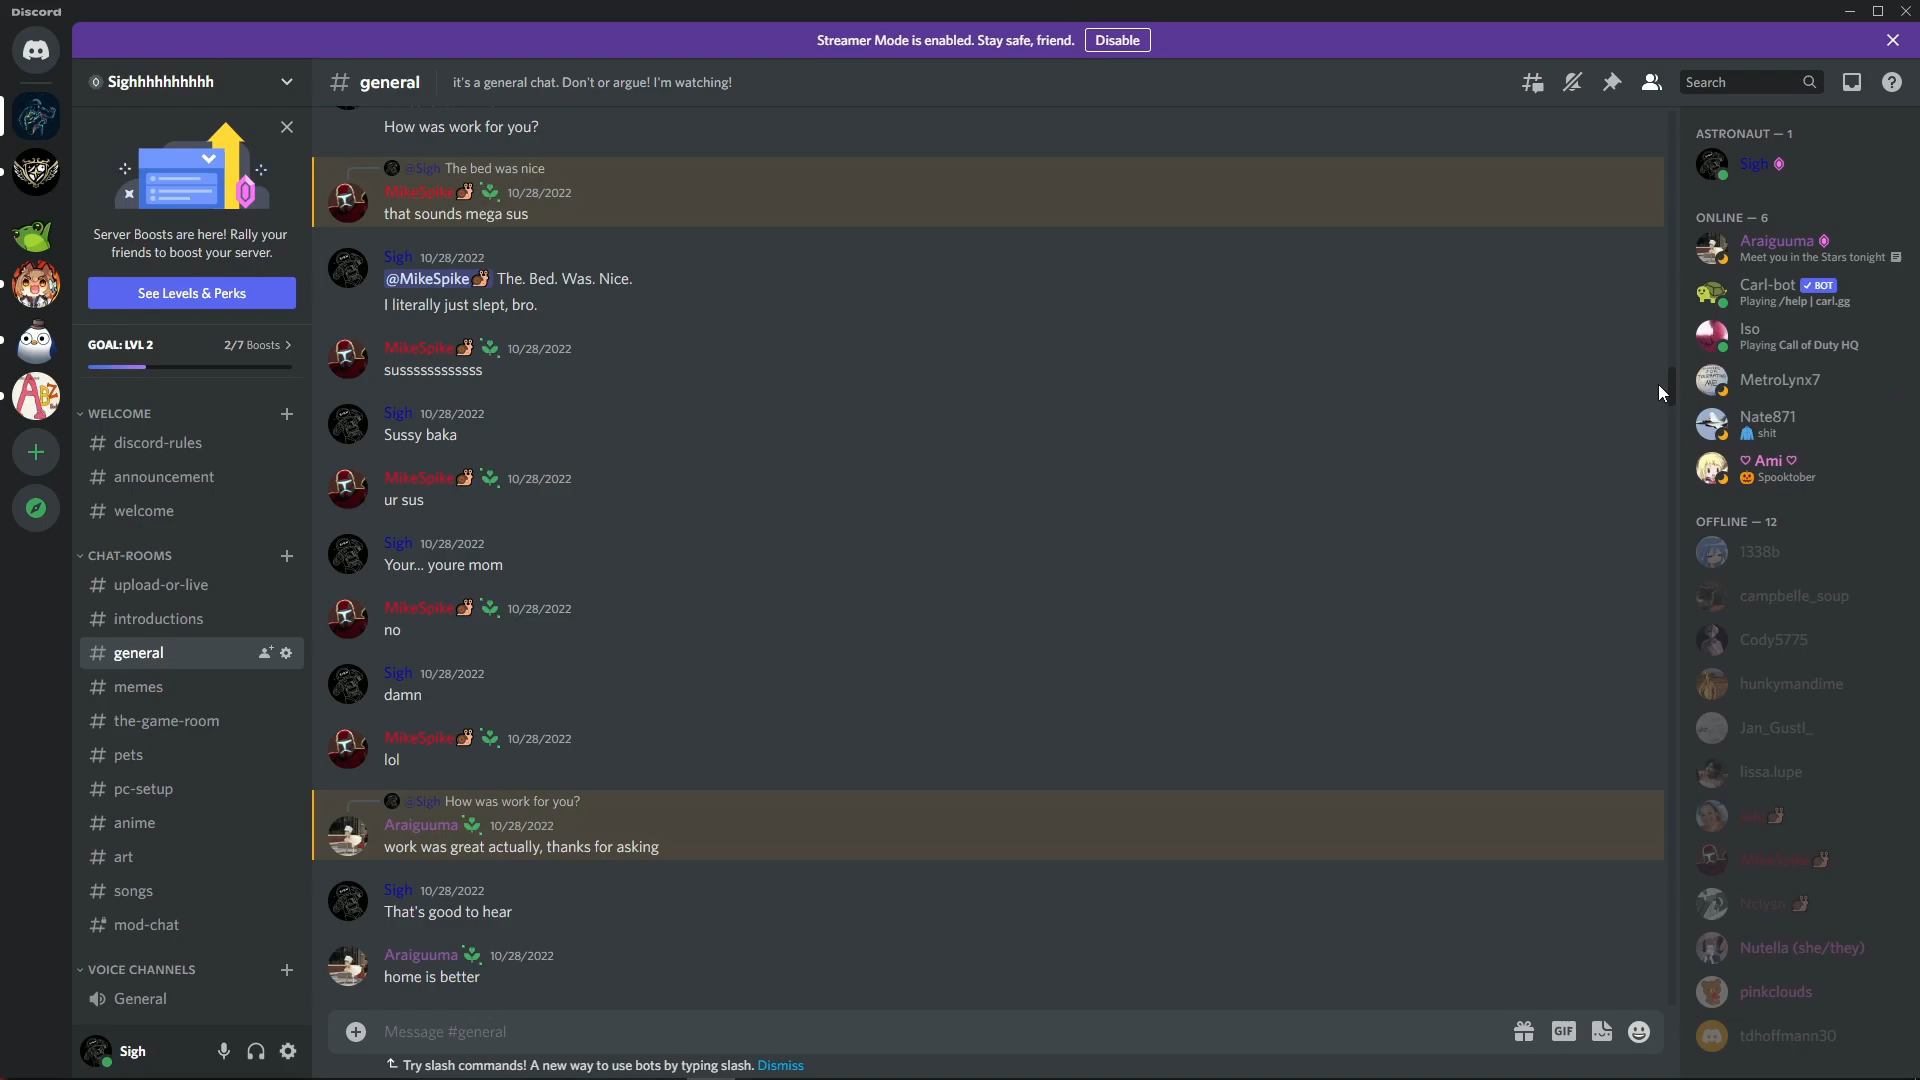 Discord
Streamer Mode is enabled. Stay safe, friend. Disable
Sighhhhhhhhhh
general
it's a general chat. Don't or argue! I'm watching!
Search
Server Boosts are here! Rally your
friends to boost your server.
See Levels & Perks
GOAL: LVL 2
2/7 Boosts
WELCOME
discord-rules
announcement
welcome
CHAT-ROOMS
upload-or-live
introductions
general
memes
the-game-room
pets
pc-setup
anime
art
songs
mod-chat
VOICE CHANNELS
General
Sigh
How was work for you?
@Sigh The bed was nice
MikeSpike 10/28/2022
that sounds mega sus
Sigh 10/28/2022
@MikeSpike The. Bed. Was. Nice.
I literally just slept, bro.
MikeSpike 10/28/2022
susssssssssss
Sigh 10/28/2022
Sussy baka
MikeSpike 10/28/2022
ur sus
Sigh 10/28/2022
Your... youre mom
MikeSpike 10/28/2022
no
Sigh 10/28/2022
damn
MikeSpike 10/28/2022
lol
@Sigh How was work for you?
Araiguuma 10/28/2022
work was great actually, thanks for asking
Sigh 10/28/2022
That's good to hear
Araiguuma 10/28/2022
home is better
Message #general
GIF
Try slash commands! A new way to use bots by typing slash. Dismiss
ASTRONAUT — 1
Sigh
ONLINE — 6
Araiguuma
Meet you in the Stars tonight
Carl-bot BOT
Playing /help | carl.gg
Iso
Playing Call of Duty HQ
MetroLynx7
Nate871
shit
♡ Ami ♡
Spooktober
OFFLINE — 12
1338b
campbelle_soup
Cody5775
hunkymandime
Jan_Gustl_
lissa.lupe
MikeSpike
Nutella (she/they)
pinkclouds
tdhoffmann30